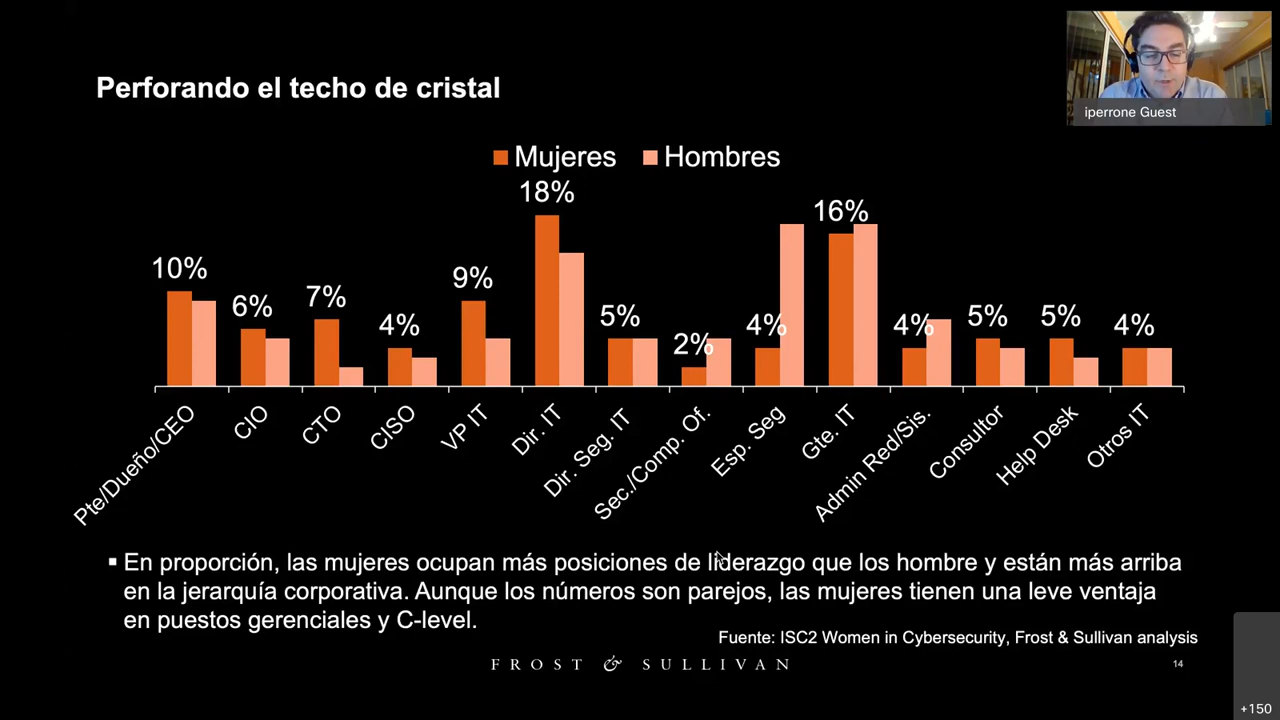 Perforando el techo de cristal
iperrone Guest
Mujeres Hombres
18%
16%
10%
9%
7%
6%
5%
5%
5%
4%
4%
4%
4%
2%
Pte/Dueño/CEO
CIO
CTO
CISO
VP IT
Dir. IT
Dir. Seg. IT
Sec./Comp. Of.
Esp. Seg
Gte. IT
Admin Red/Sis.
Consultor
Help Desk
Otros IT
▪ En proporción, las mujeres ocupan más posiciones de liderazgo que los hombre y están más arriba
en la jerarquía corporativa. Aunque los números son parejos, las mujeres tienen una leve ventaja
en puestos gerenciales y C-level.
Fuente: ISC2 Women in Cybersecurity, Frost & Sullivan analysis
FROST & SULLIVAN
14
+150